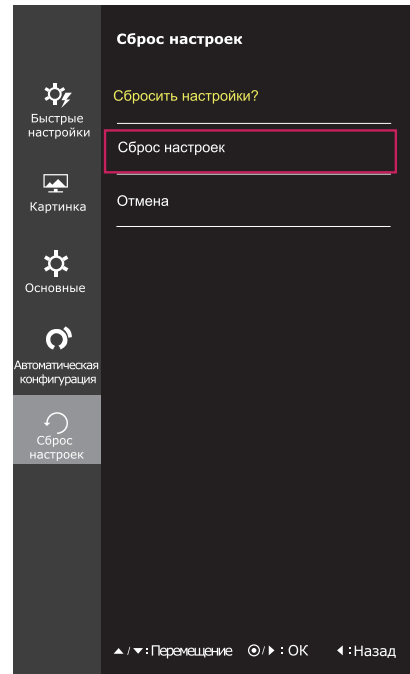 Сброс настроек
Быстрые
настройки
Картинка
Основные
Автоматическая
конфигурация
Сброс
настроек
Сбросить настройки?
Сброс настроек
Отмена
▲/▼:Перемещение ◉/▶:OK ◀:Назад